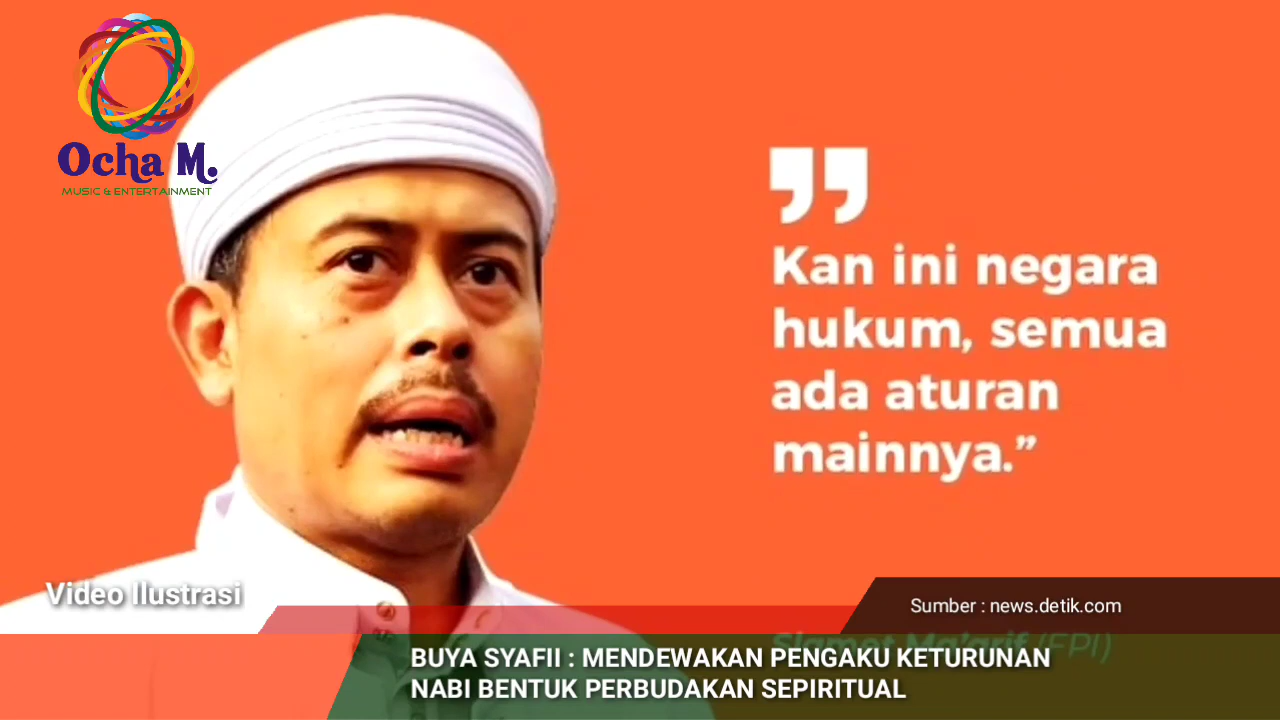 Ocha M.
MUSIC & ENTERTAINMENT
”
Kan ini negara
hukum, semua
ada aturan
mainnya.”
Video Ilustrasi
Sumber : news.detik.com
Slamet Ma'arif (FPI)
BUYA SYAFII : MENDEWAKAN PENGAKU KETURUNAN
NABI BENTUK PERBUDAKAN SEPIRITUAL